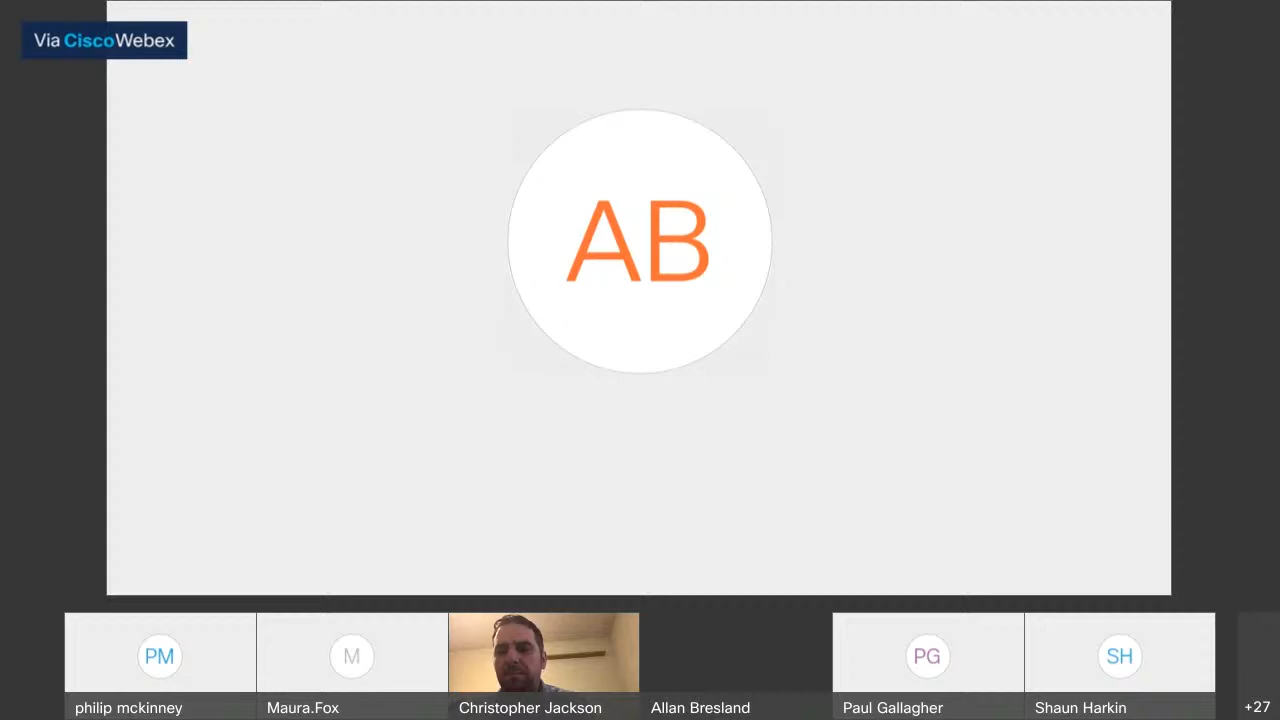 Via CiscoWebex
AB
PM
M
PG
SH
philip mckinney
Maura.Fox
Christopher Jackson
Allan Bresland
Paul Gallagher
Shaun Harkin
+27